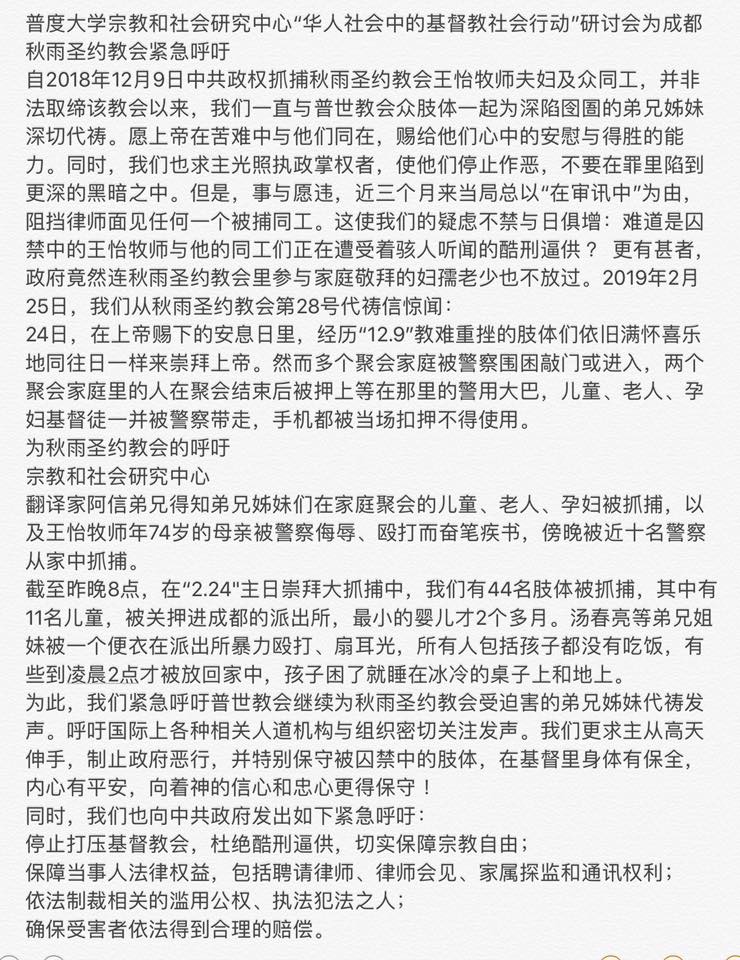 普度大学宗教和社会研究中心“华人社会中的基督教社会行动”研讨会为成都
秋雨圣约教会紧急呼吁
自2018年12月9日中共政权抓捕秋雨圣约教会王怡牧师夫妇及众同工，并非
法取缔该教会以来，我们一直与普世教会众肢体一起为深陷囹圄的弟兄姊妹
深切代祷。愿上帝在苦难中与他们同在，赐给他们心中的安慰与得胜的能
力。同时，我们也求主光照执政掌权者，使他们停止作恶，不要在罪里陷到
更深的黑暗之中。但是，事与愿违，近三个月来当局总以“在审讯中”为由，
阻挡律师面见任何一个被捕同工。这使我们的疑虑不禁与日俱增：难道是囚
禁中的王怡牧师与他的同工们正在遭受着骇人听闻的酷刑逼供？ 更有甚者，
政府竟然连秋雨圣约教会里参与家庭敬拜的妇孺老少也不放过。2019年2月
25日，我们从秋雨圣约教会第28号代祷信惊闻：
24日，在上帝赐下的安息日里，经历“12.9”教难重挫的肢体们依旧满怀喜乐
地同往日一样来崇拜上帝。然而多个聚会家庭被警察围困敲门或进入，两个
聚会家庭里的人在聚会结束后被押上等在那里的警用大巴，儿童、老人、孕
妇基督徒一并被警察带走，手机都被当场扣押不得使用。
为秋雨圣约教会的呼吁
宗教和社会研究中心
翻译家阿信弟兄得知弟兄姊妹们在家庭聚会的儿童、老人、孕妇被抓捕，以
及王怡牧师年74岁的母亲被警察侮辱、殴打而奋笔疾书，傍晚被近十名警察
从家中抓捕。
截至昨晚8点，在“2.24"主日崇拜大抓捕中，我们有44名肢体被抓捕，其中有
11名儿童，被关押进成都的派出所，最小的婴儿才2个多月。汤春亮等弟兄姐
妹被一个便衣在派出所暴力殴打、扇耳光，所有人包括孩子都没有吃饭，有
些到凌晨2点才被放回家中，孩子困了就睡在冰冷的桌子上和地上。
为此，我们紧急呼吁普世教会继续为秋雨圣约教会受迫害的弟兄姊妹代祷发
声。呼吁国际上各种相关人道机构与组织密切关注发声。我们更求主从高天
伸手，制止政府恶行，并特别保守被囚禁中的肢体，在基督里身体有保全，
内心有平安，向着神的信心和忠心更得保守！
同时，我们也向中共政府发出如下紧急呼吁：
停止打压基督教会，杜绝酷刑逼供，切实保障宗教自由；
保障当事人法律权益，包括聘请律师、律师会见、家属探监和通讯权利；
依法制裁相关的滥用公权、执法犯法之人；
确保受害者依法得到合理的赔偿。